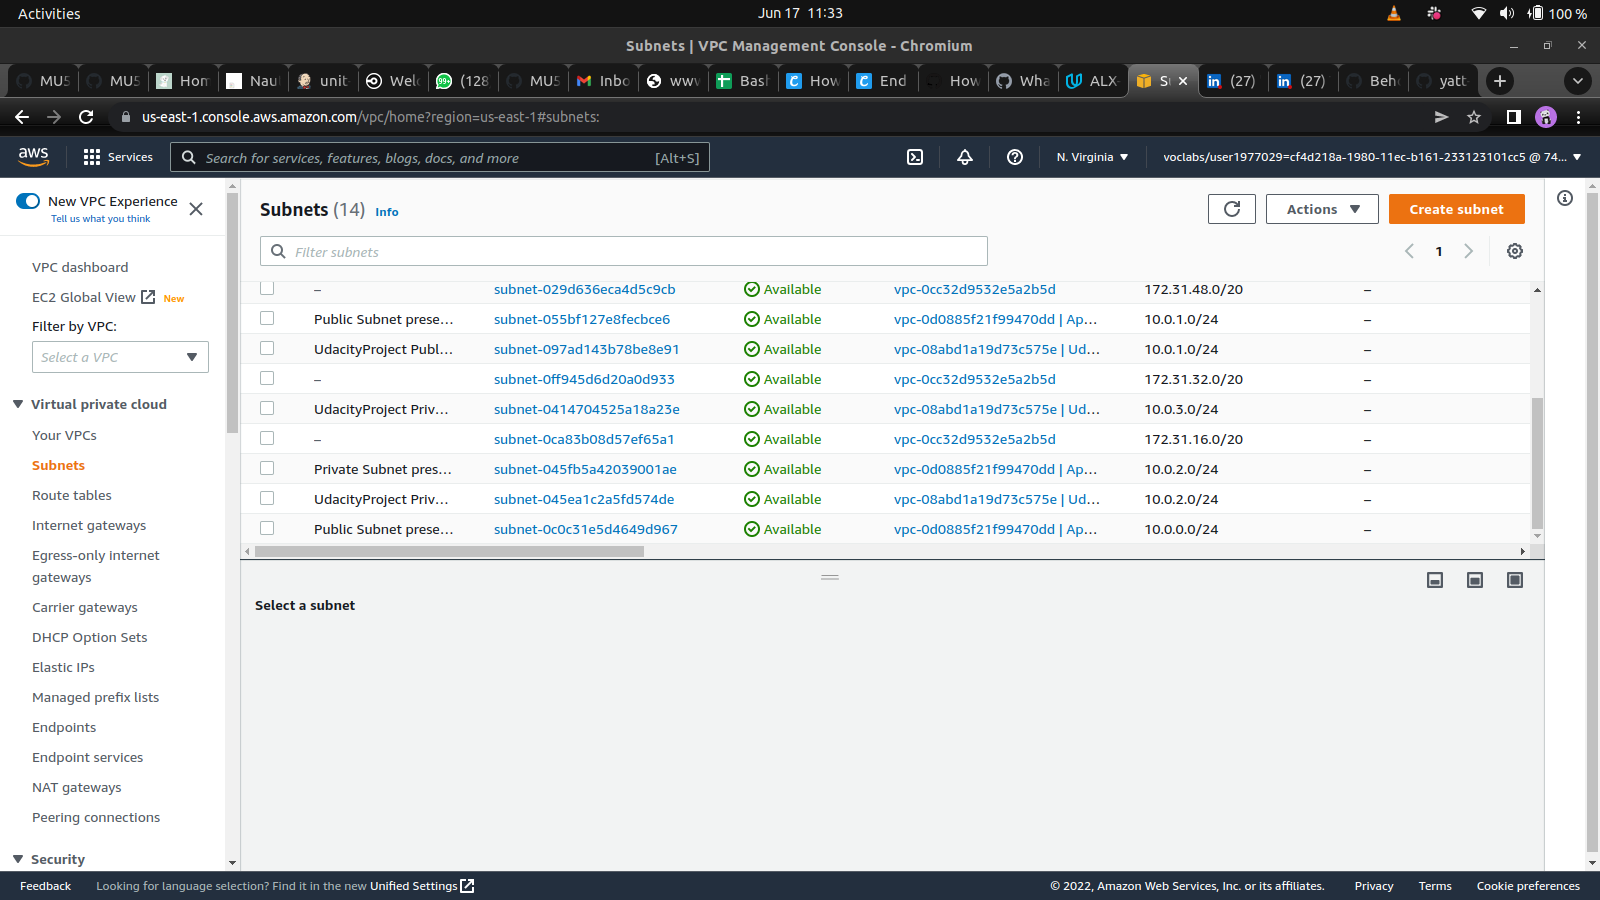 Activities
Jun 17 11:33
100 %
Subnets | VPC Management Console - Chromium
MU5 MU5 Hom Nau unit Welc (128 MU5 Inbo wwv Bash How End How Wha ALX- S (27) (27) Behe yatt
us-east-1.console.aws.amazon.com/vpc/home?region=us-east-1#subnets:
aws Services Search for services, features, blogs, docs, and more [Alt+S] N. Virginia ▼ voclabs/user1977029=cf4d218a-1980-11ec-b161-233123101cc5 @ 74... ▼
New VPC Experience
Tell us what you think
VPC dashboard
EC2 Global View New
Filter by VPC:
Select a VPC
Virtual private cloud
Your VPCs
Subnets
Route tables
Internet gateways
Egress-only internet
gateways
Carrier gateways
DHCP Option Sets
Elastic IPs
Managed prefix lists
Endpoints
Endpoint services
NAT gateways
Peering connections
Security
Subnets (14) Info
Actions ▼
Create subnet
Filter subnets
1
– subnet-029d636eca4d5c9cb Available vpc-0cc32d9532e5a2b5d 172.31.48.0/20 –
Public Subnet prese... subnet-055bf127e8fecbce6 Available vpc-0d0885f21f99470dd | Ap... 10.0.1.0/24 –
UdacityProject Publ... subnet-097ad143b78be8e91 Available vpc-08abd1a19d73c575e | Ud... 10.0.1.0/24 –
– subnet-0ff945d6d20a0d933 Available vpc-0cc32d9532e5a2b5d 172.31.32.0/20 –
UdacityProject Priv... subnet-0414704525a18a23e Available vpc-08abd1a19d73c575e | Ud... 10.0.3.0/24 –
– subnet-0ca83b08d57ef65a1 Available vpc-0cc32d9532e5a2b5d 172.31.16.0/20 –
Private Subnet pres... subnet-045fb5a42039001ae Available vpc-0d0885f21f99470dd | Ap... 10.0.2.0/24 –
UdacityProject Priv... subnet-045ea1c2a5fd574de Available vpc-08abd1a19d73c575e | Ud... 10.0.2.0/24 –
Public Subnet prese... subnet-0c0c31e5d4649d967 Available vpc-0d0885f21f99470dd | Ap... 10.0.0.0/24 –
Select a subnet
Feedback Looking for language selection? Find it in the new Unified Settings © 2022, Amazon Web Services, Inc. or its affiliates. Privacy Terms Cookie preferences